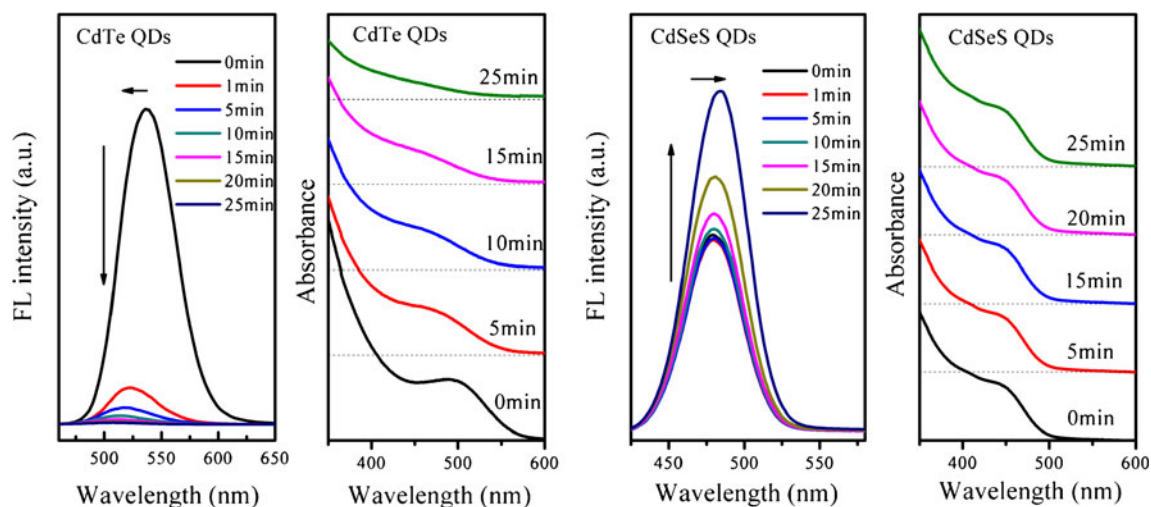 CdTe QDs
0min
1min
5min
10min
15min
20min
25min
FL intensity (a.u.)
500 550 600 650
Wavelength (nm)
CdTe QDs
25min
15min
10min
5min
0min
Absorbance
400 500 600
Wavelength (nm)
CdSeS QDs
0min
1min
5min
10min
15min
20min
25min
FL intensity (a.u.)
450 500 550
Wavelength (nm)
CdSeS QDs
25min
20min
15min
5min
0min
Absorbance
400 500 600
Wavelength (nm)